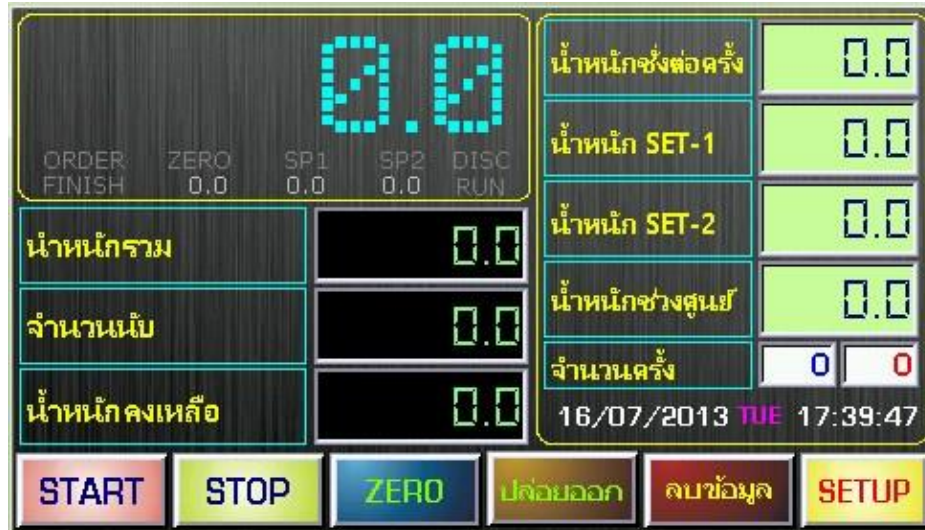 0.0
ORDER ZERO SP1 SP2 DISC
FINISH 0.0 0.0 0.0 RUN
น้ำหนักรวม 0.0
จำนวนนับ 0.0
น้ำหนักคงเหลือ 0.0
น้ำหนักชั่งต่อครั้ง 0.0
น้ำหนัก SET-1 0.0
น้ำหนัก SET-2 0.0
น้ำหนักช่วงศูนย์ 0.0
จำนวนครั้ง 0 0
16/07/2013 TUE 17:39:47
START STOP ZERO ปล่อยออก ลบข้อมูล SETUP